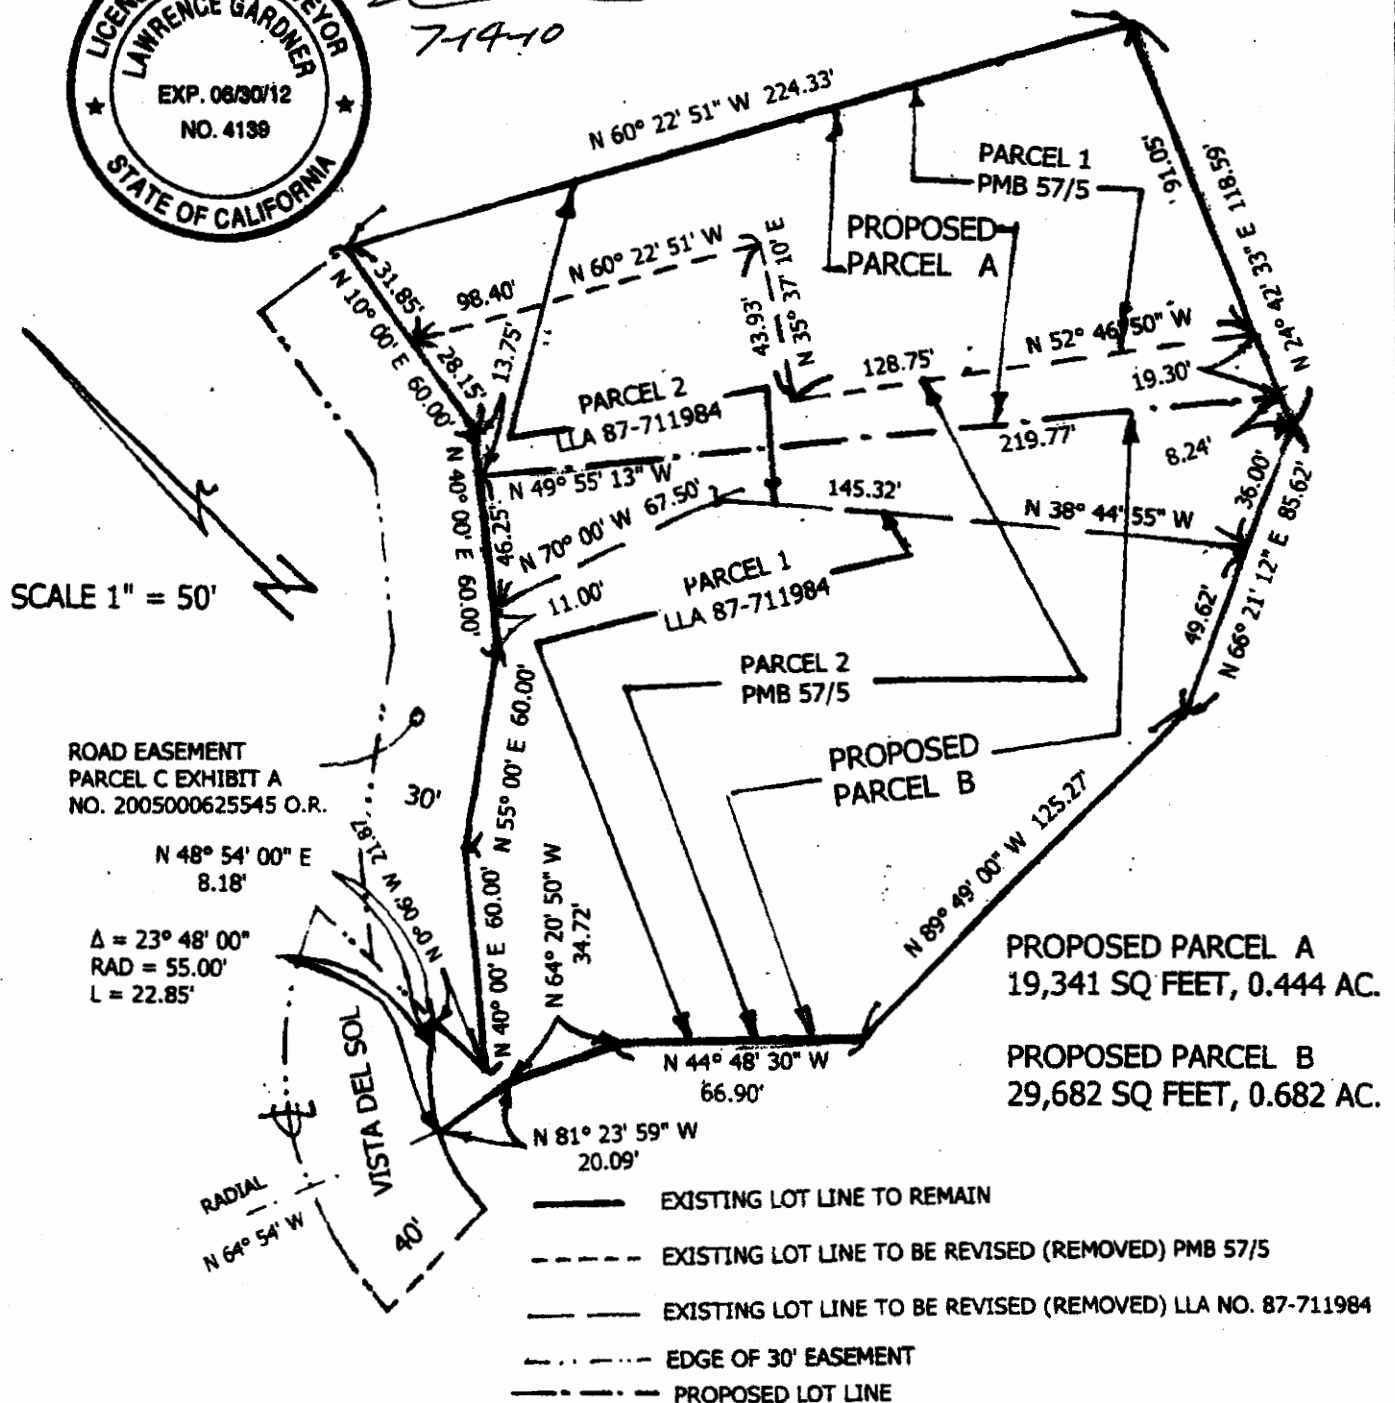 LAWRENCE GARDNER
EXP. 06/30/12
NO. 4139
STATE OF CALIFORNIA
7-14-10
N 60° 22' 51" W 224.33'
PARCEL 1
PMB 57/5
91.05'
N 24° 42' 33" E 118.59'
PROPOSED
PARCEL A
31.85'
N 10° 00' E 60.00'
98.40'
N 60° 22' 51" W
43.93'
N 35° 37' 10" E
28.15'
13.75'
128.75'
N 52° 46' 50" W
19.30'
PARCEL 2
LLA 87-711984
219.77'
8.24'
N 49° 55' 13" W
N 40° 00' E 60.00'
46.25'
N 70° 00' W 67.50'
145.32'
N 38° 44' 55" W
36.00'
49.62'
N 66° 21' 12" E 85.62'
11.00'
PARCEL 1
LLA 87-711984
SCALE 1" = 50'
PARCEL 2
PMB 57/5
N 55° 00' E 60.00'
PROPOSED
PARCEL B
ROAD EASEMENT
PARCEL C EXHIBIT A
NO. 2005000625545 O.R.
30'
N 48° 54' 00" E
8.18'
N 0° 06' W 21.87'
N 40° 00' E 60.00'
N 64° 20' 50" W
34.72'
N 89° 49' 00" W 125.27'
Δ = 23° 48' 00"
RAD = 55.00'
L = 22.85'
PROPOSED PARCEL A
19,341 SQ FEET, 0.444 AC.
PROPOSED PARCEL B
29,682 SQ FEET, 0.682 AC.
N 44° 48' 30" W
66.90'
VISTA DEL SOL
N 81° 23' 59" W
20.09'
RADIAL
N 64° 54' W
40'
EXISTING LOT LINE TO REMAIN
EXISTING LOT LINE TO BE REVISED (REMOVED) PMB 57/5
EXISTING LOT LINE TO BE REVISED (REMOVED) LLA NO. 87-711984
EDGE OF 30' EASEMENT
PROPOSED LOT LINE